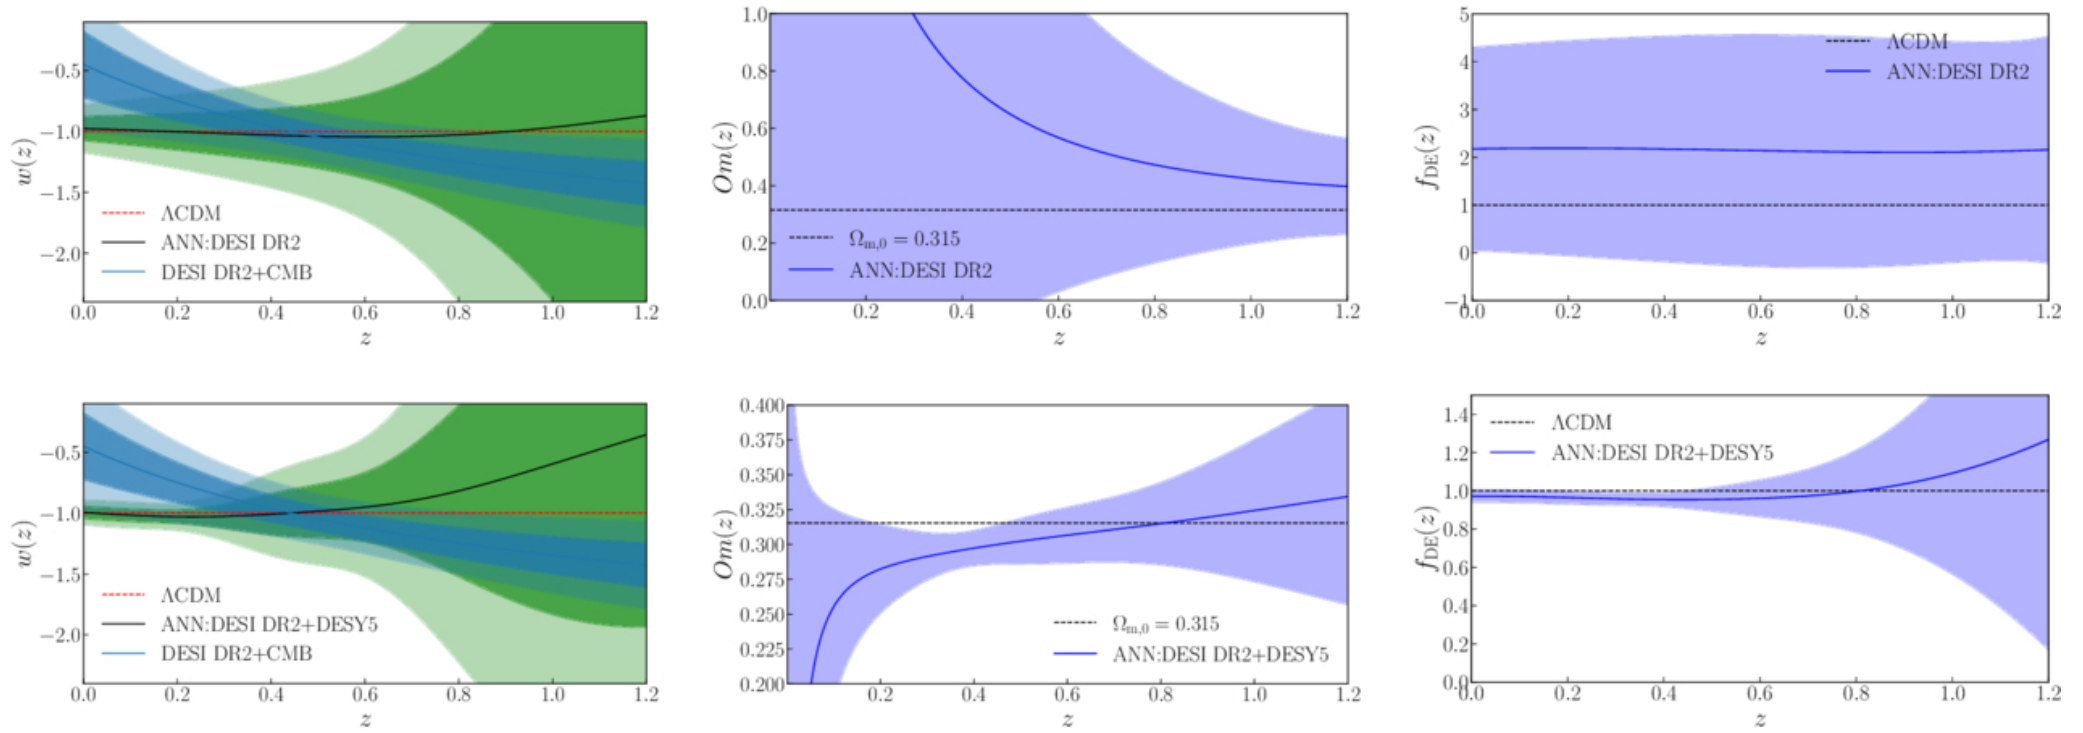 w(z)
−0.5
−1.0
−1.5
−2.0
ΛCDM
ANN:DESI DR2
DESI DR2+CMB
0.0 0.2 0.4 0.6 0.8 1.0 1.2
z
Om(z)
1.0
0.8
0.6
0.4
0.2
0.0
Ω_{m,0} = 0.315
ANN:DESI DR2
0.2 0.4 0.6 0.8 1.0 1.2
z
f_{DE}(z)
5
4
3
2
1
0
−1
ΛCDM
ANN:DESI DR2
0.0 0.2 0.4 0.6 0.8 1.0 1.2
z
w(z)
−0.5
−1.0
−1.5
−2.0
ΛCDM
ANN:DESI DR2+DESY5
DESI DR2+CMB
0.0 0.2 0.4 0.6 0.8 1.0 1.2
z
Om(z)
0.400
0.375
0.350
0.325
0.300
0.275
0.250
0.225
0.200
Ω_{m,0} = 0.315
ANN:DESI DR2+DESY5
0.2 0.4 0.6 0.8 1.0 1.2
z
f_{DE}(z)
1.4
1.2
1.0
0.8
0.6
0.4
0.2
0.0
ΛCDM
ANN:DESI DR2+DESY5
0.0 0.2 0.4 0.6 0.8 1.0 1.2
z